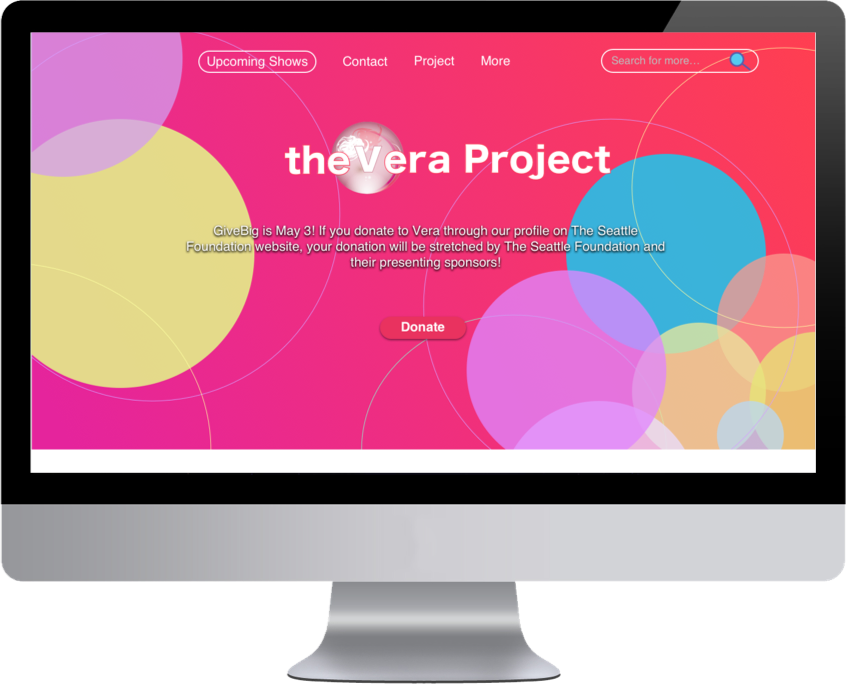 Upcoming Shows Contact Project More Search for more...
theVera Project
GiveBig is May 3! If you donate to Vera through our profile on The Seattle
Foundation website, your donation will be stretched by The Seattle Foundation and
their presenting sponsors!
Donate